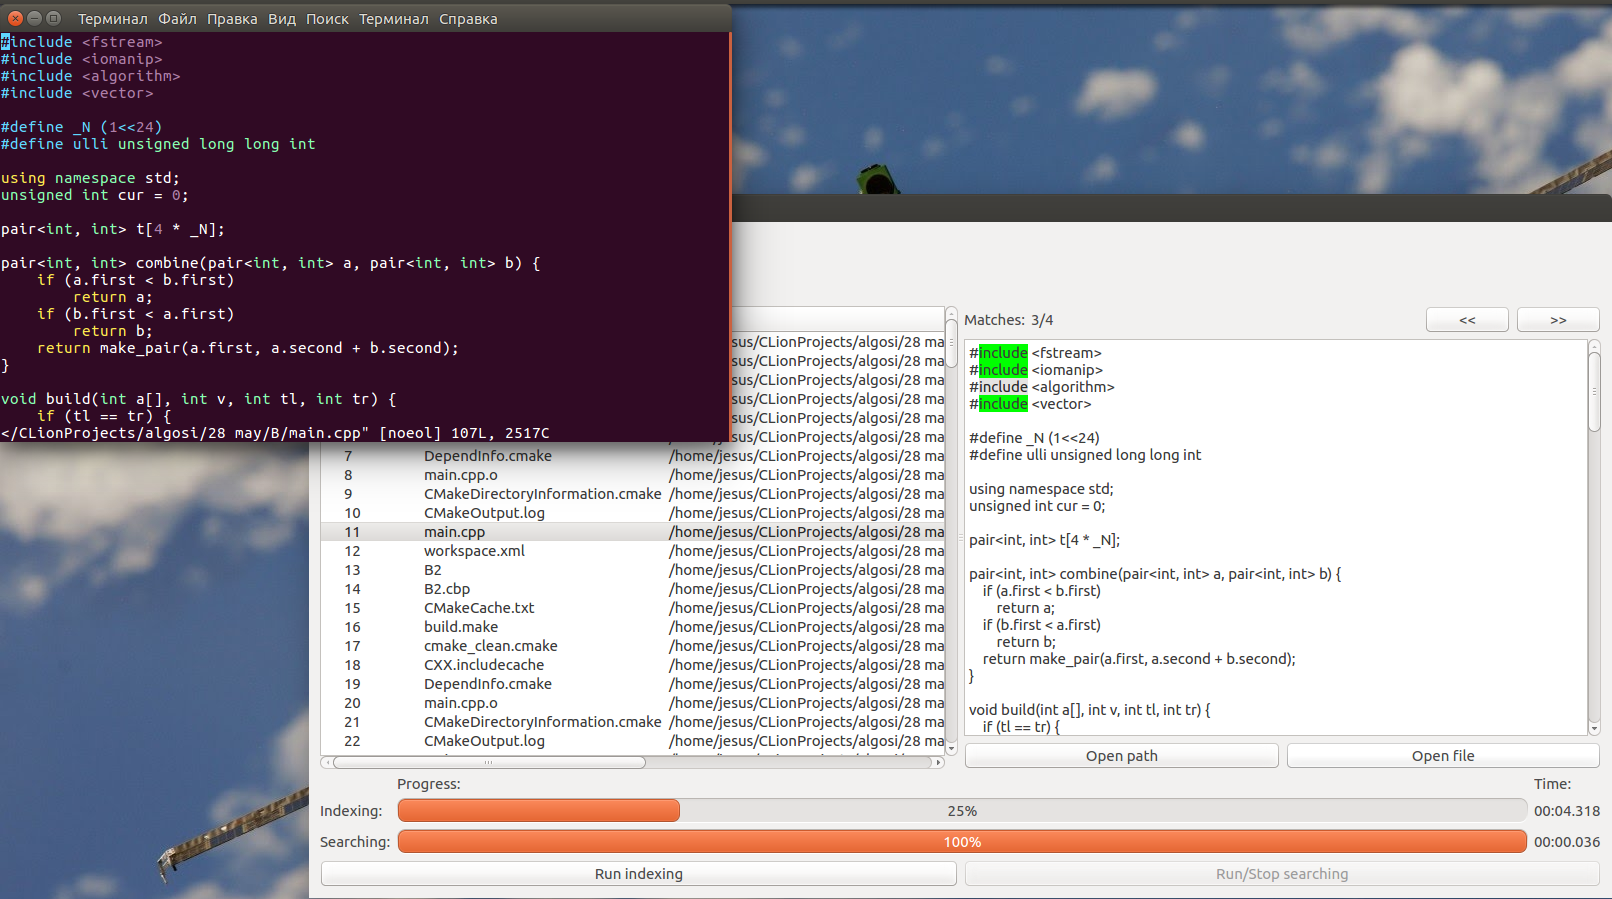 Терминал Файл Правка Вид Поиск Терминал Справка
#include <fstream>
#include <iomanip>
#include <algorithm>
#include <vector>
#define _N (1<<24)
#define ulli unsigned long long int
using namespace std;
unsigned int cur = 0;
pair<int, int> t[4 * _N];
pair<int, int> combine(pair<int, int> a, pair<int, int> b) {
    if (a.first < b.first)
        return a;
    if (b.first < a.first)
        return b;
    return make_pair(a.first, a.second + b.second);
}
void build(int a[], int v, int tl, int tr) {
    if (tl == tr) {
</CLionProjects/algosi/28 may/B/main.cpp" [noeol] 107L, 2517C
sus/CLionProjects/algosi/28 ma
sus/CLionProjects/algosi/28 ma
sus/CLionProjects/algosi/28 ma
sus/CLionProjects/algosi/28 ma
sus/CLionProjects/algosi/28 ma
sus/CLionProjects/algosi/28 ma
7 DependInfo.cmake /home/jesus/CLionProjects/algosi/28 ma
8 main.cpp.o /home/jesus/CLionProjects/algosi/28 ma
9 CMakeDirectoryInformation.cmake /home/jesus/CLionProjects/algosi/28 ma
10 CMakeOutput.log /home/jesus/CLionProjects/algosi/28 ma
11 main.cpp /home/jesus/CLionProjects/algosi/28 ma
12 workspace.xml /home/jesus/CLionProjects/algosi/28 ma
13 B2 /home/jesus/CLionProjects/algosi/28 ma
14 B2.cbp /home/jesus/CLionProjects/algosi/28 ma
15 CMakeCache.txt /home/jesus/CLionProjects/algosi/28 ma
16 build.make /home/jesus/CLionProjects/algosi/28 ma
17 cmake_clean.cmake /home/jesus/CLionProjects/algosi/28 ma
18 CXX.includecache /home/jesus/CLionProjects/algosi/28 ma
19 DependInfo.cmake /home/jesus/CLionProjects/algosi/28 ma
20 main.cpp.o /home/jesus/CLionProjects/algosi/28 ma
21 CMakeDirectoryInformation.cmake /home/jesus/CLionProjects/algosi/28 ma
22 CMakeOutput.log /home/jesus/CLionProjects/algosi/28 ma
Matches: 3/4 << >>
#include <fstream>
#include <iomanip>
#include <algorithm>
#include <vector>
#define _N (1<<24)
#define ulli unsigned long long int
using namespace std;
unsigned int cur = 0;
pair<int, int> t[4 * _N];
pair<int, int> combine(pair<int, int> a, pair<int, int> b) {
    if (a.first < b.first)
        return a;
    if (b.first < a.first)
        return b;
    return make_pair(a.first, a.second + b.second);
}
void build(int a[], int v, int tl, int tr) {
    if (tl == tr) {
Open path Open file
Progress: Time:
Indexing: 25% 00:04.318
Searching: 100% 00:00.036
Run indexing Run/Stop searching